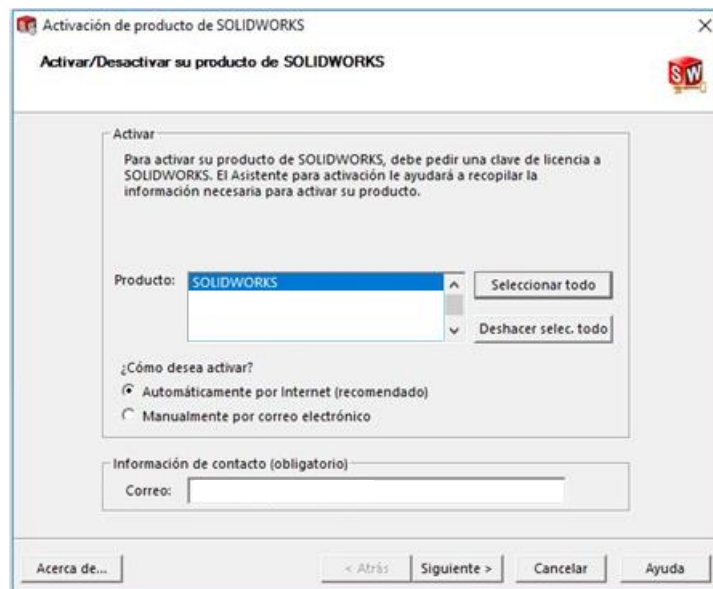 Activación de producto de SOLIDWORKS
Activar/Desactivar su producto de SOLIDWORKS
SW
Activar
Para activar su producto de SOLIDWORKS, debe pedir una clave de licencia a
SOLIDWORKS. El Asistente para activación le ayudará a recopilar la
información necesaria para activar su producto.
Producto:
SOLIDWORKS
Seleccionar todo
Deshacer selec. todo
¿Cómo desea activar?
Automáticamente por Internet (recomendado)
Manualmente por correo electrónico
Información de contacto (obligatorio)
Correo:
Acerca de...
< Atrás
Siguiente >
Cancelar
Ayuda